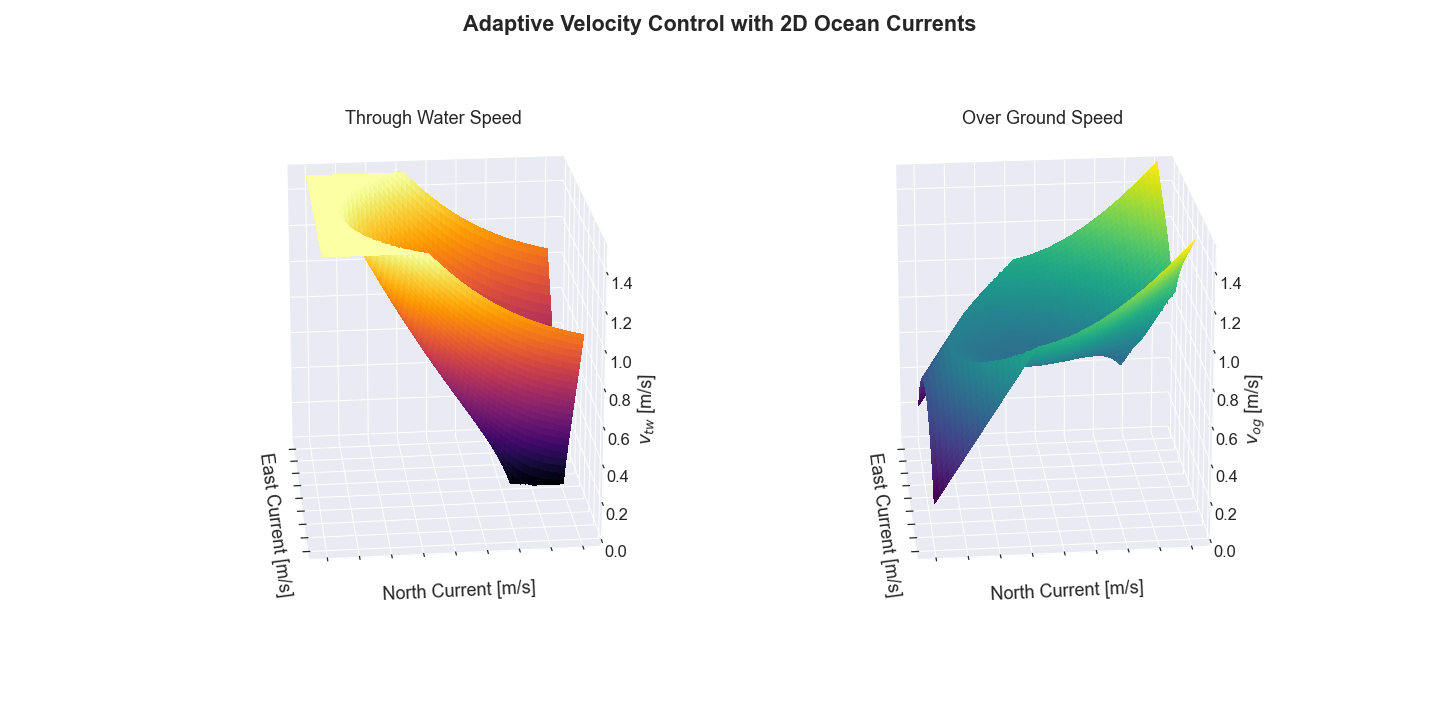 Adaptive Velocity Control with 2D Ocean Currents
Through Water Speed
1.4
1.2
1.0
0.8
0.6
0.4
0.2
0.0
v_tw [m/s]
East Current [m/s]
North Current [m/s]
Over Ground Speed
1.4
1.2
1.0
0.8
0.6
0.4
0.2
0.0
v_og [m/s]
East Current [m/s]
North Current [m/s]